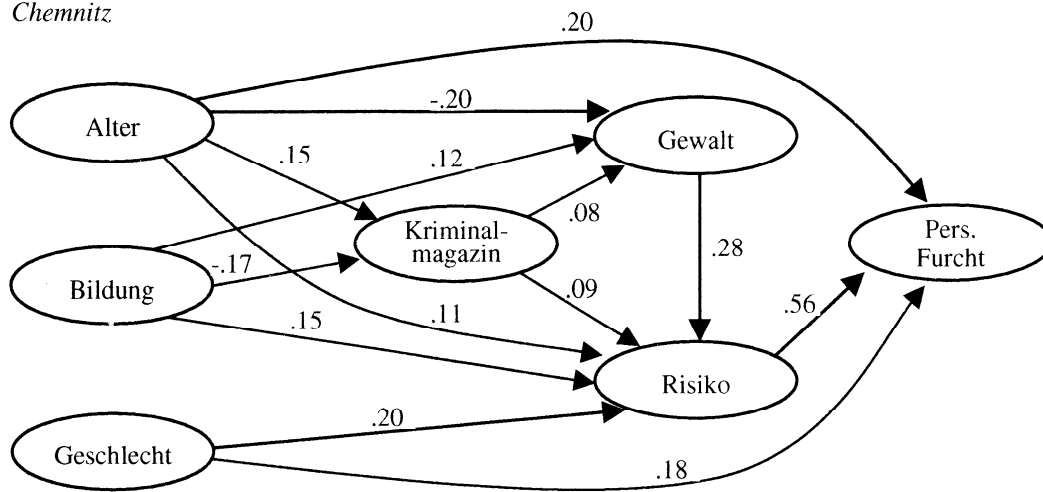 Chemnitz
.20
Alter
-.20
Gewalt
.15
.12
.08
Kriminal-
magazin
Pers.
Furcht
-.17
.28
Bildung
.09
.15
.11
.56
Risiko
.20
Geschlecht
.18